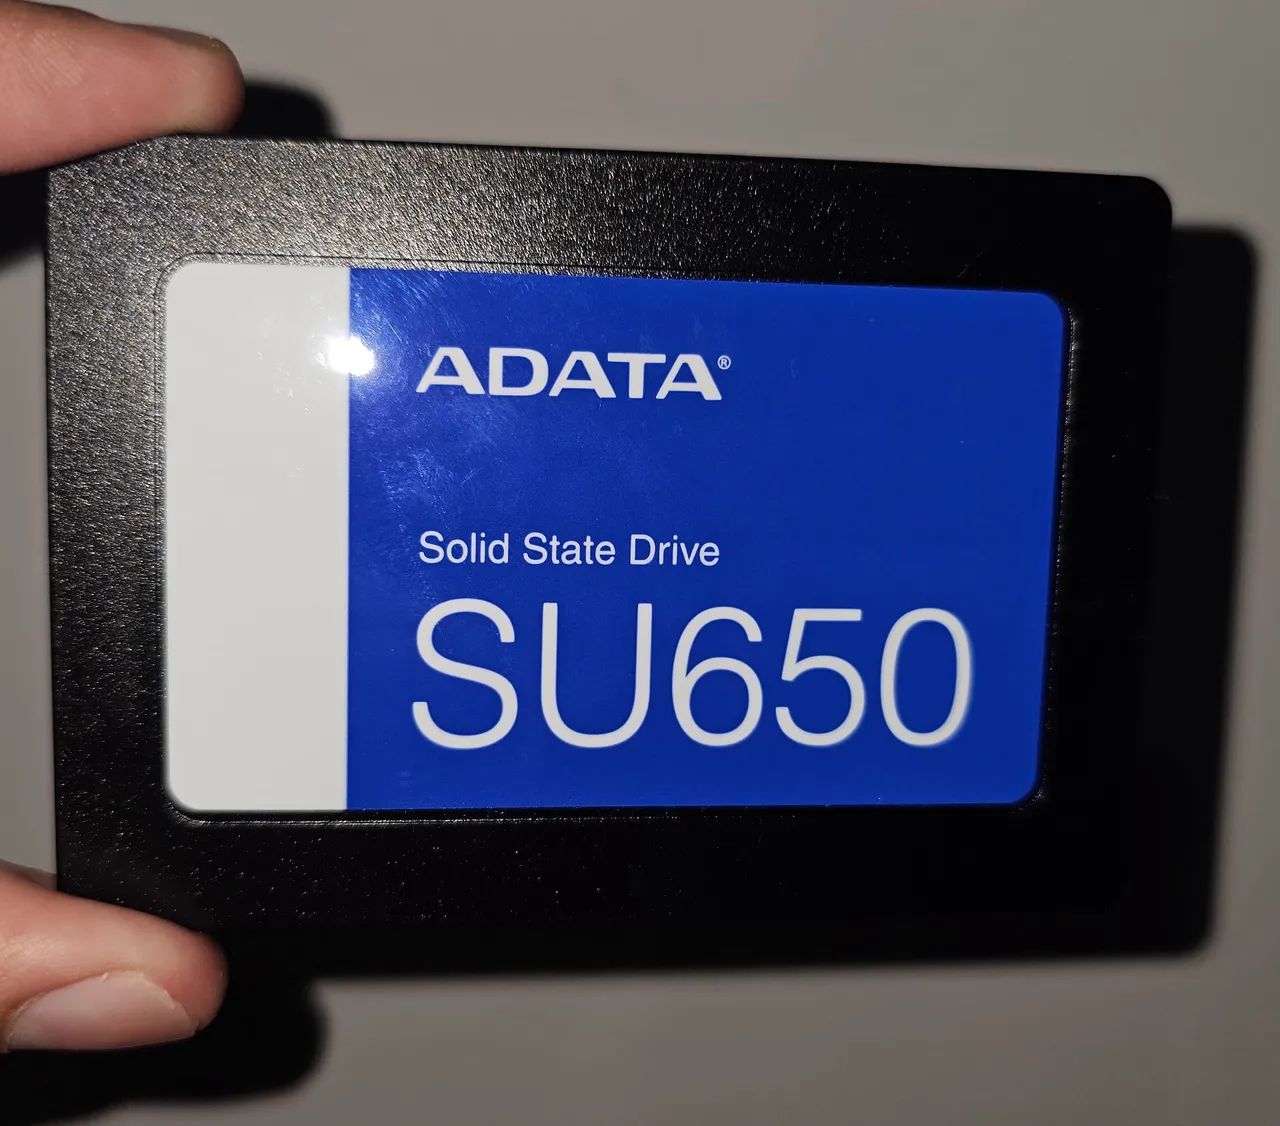 ADATA®
Solid State Drive
SU650